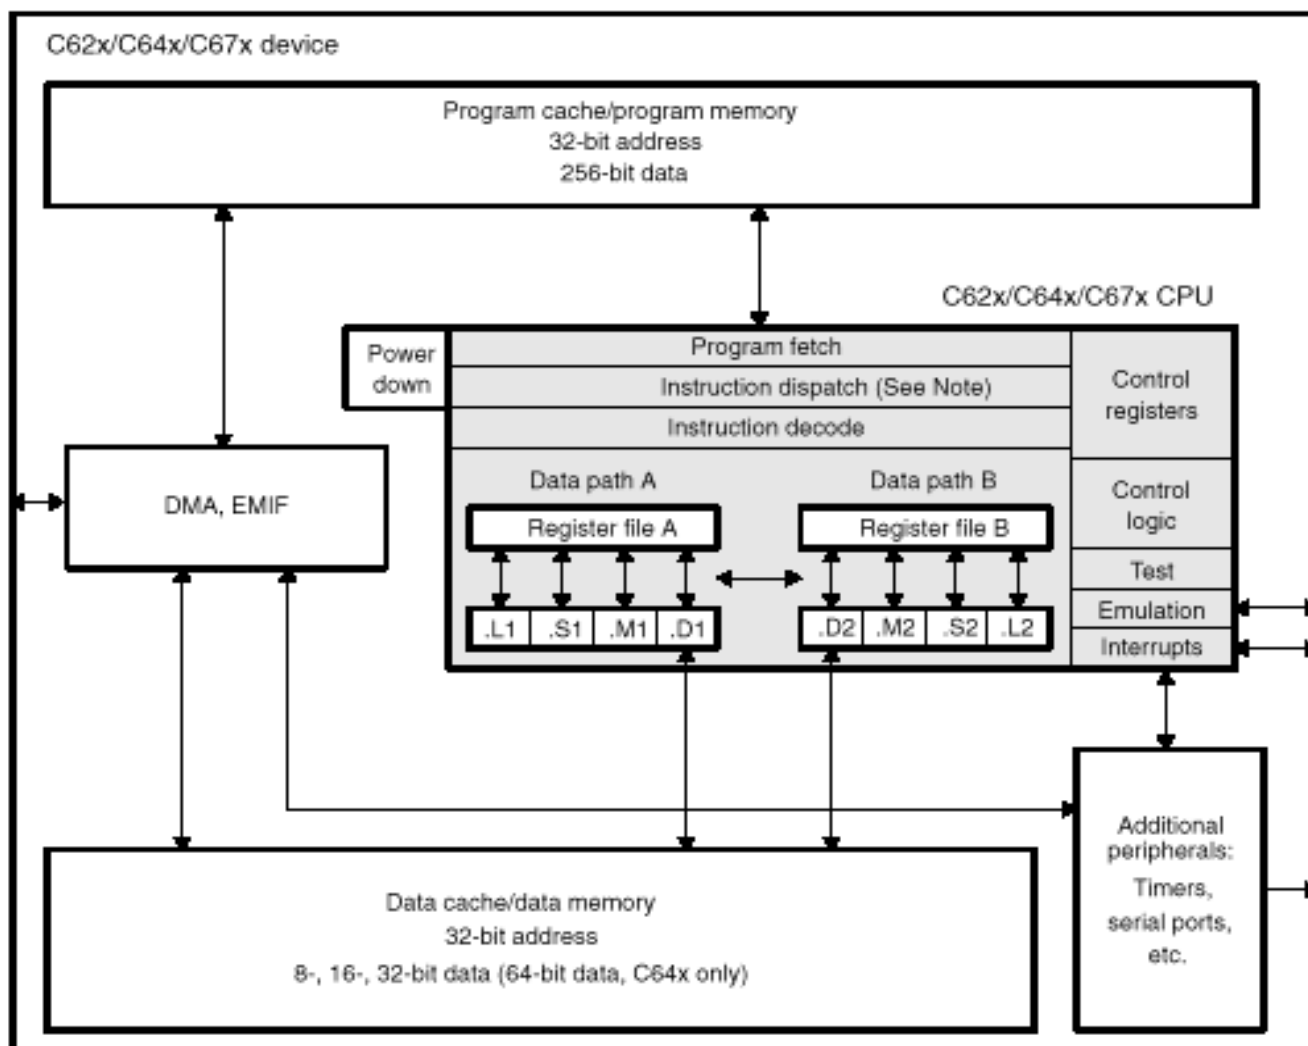 C62x/C64x/C67x device
Program cache/program memory
32-bit address
256-bit data
C62x/C64x/C67x CPU
Power
down
Program fetch
Instruction dispatch (See Note)
Instruction decode
Control
registers
Data path A
Data path B
Control
logic
DMA, EMIF
Register file A
Register file B
Test
Emulation
Interrupts
.L1
.S1
.M1
.D1
.D2
.M2
.S2
.L2
Additional
peripherals:
Timers,
serial ports,
etc.
Data cache/data memory
32-bit address
8-, 16-, 32-bit data (64-bit data, C64x only)